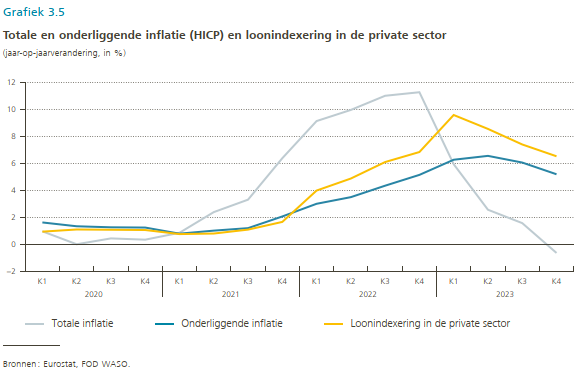 Grafiek 3.5
Totale en onderliggende inflatie (HICP) en loonindexering in de private sector
(jaar-op-jaarverandering, in %)
12
10
8
6
4
2
0
−2
K1 K2 K3 K4 K1 K2 K3 K4 K1 K2 K3 K4 K1 K2 K3 K4
2020 2021 2022 2023
Totale inflatie Onderliggende inflatie Loonindexering in de private sector
Bronnen: Eurostat, FOD WASO.